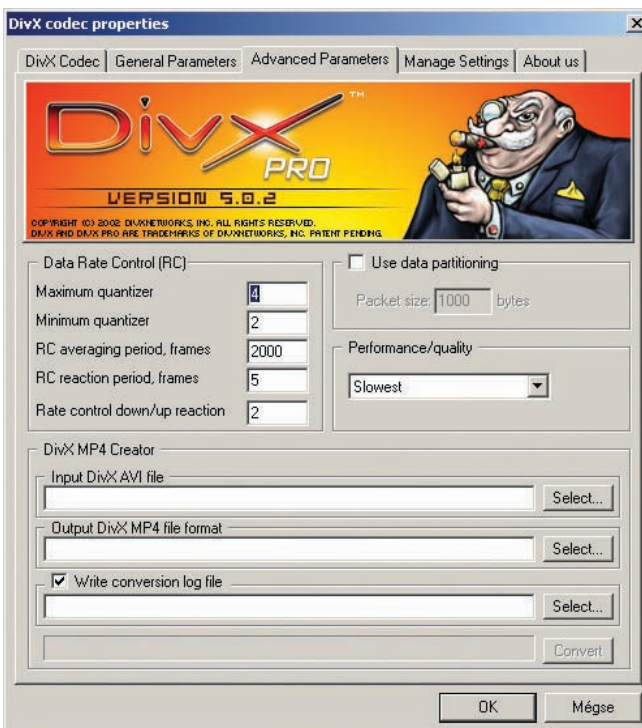 DivX codec properties
DivX Codec General Parameters Advanced Parameters Manage Settings About us
DivX™
PRO
VERSION 5.0.2
COPYRIGHT (C) 2002 DIVXNETWORKS, INC. ALL RIGHTS RESERVED.
DIVX AND DIVX PRO ARE TRADEMARKS OF DIVXNETWORKS, INC. PATENT PENDING.
Data Rate Control (RC)
Maximum quantizer 4
Minimum quantizer 2
RC averaging period, frames 2000
RC reaction period, frames 5
Rate control down/up reaction 2
Use data partitioning
Packet size: 1000 bytes
Performance/quality
Slowest
DivX MP4 Creator
Input DivX AVI file
Select...
Output DivX MP4 file format
Select...
Write conversion log file
Select...
Convert
OK Mégse